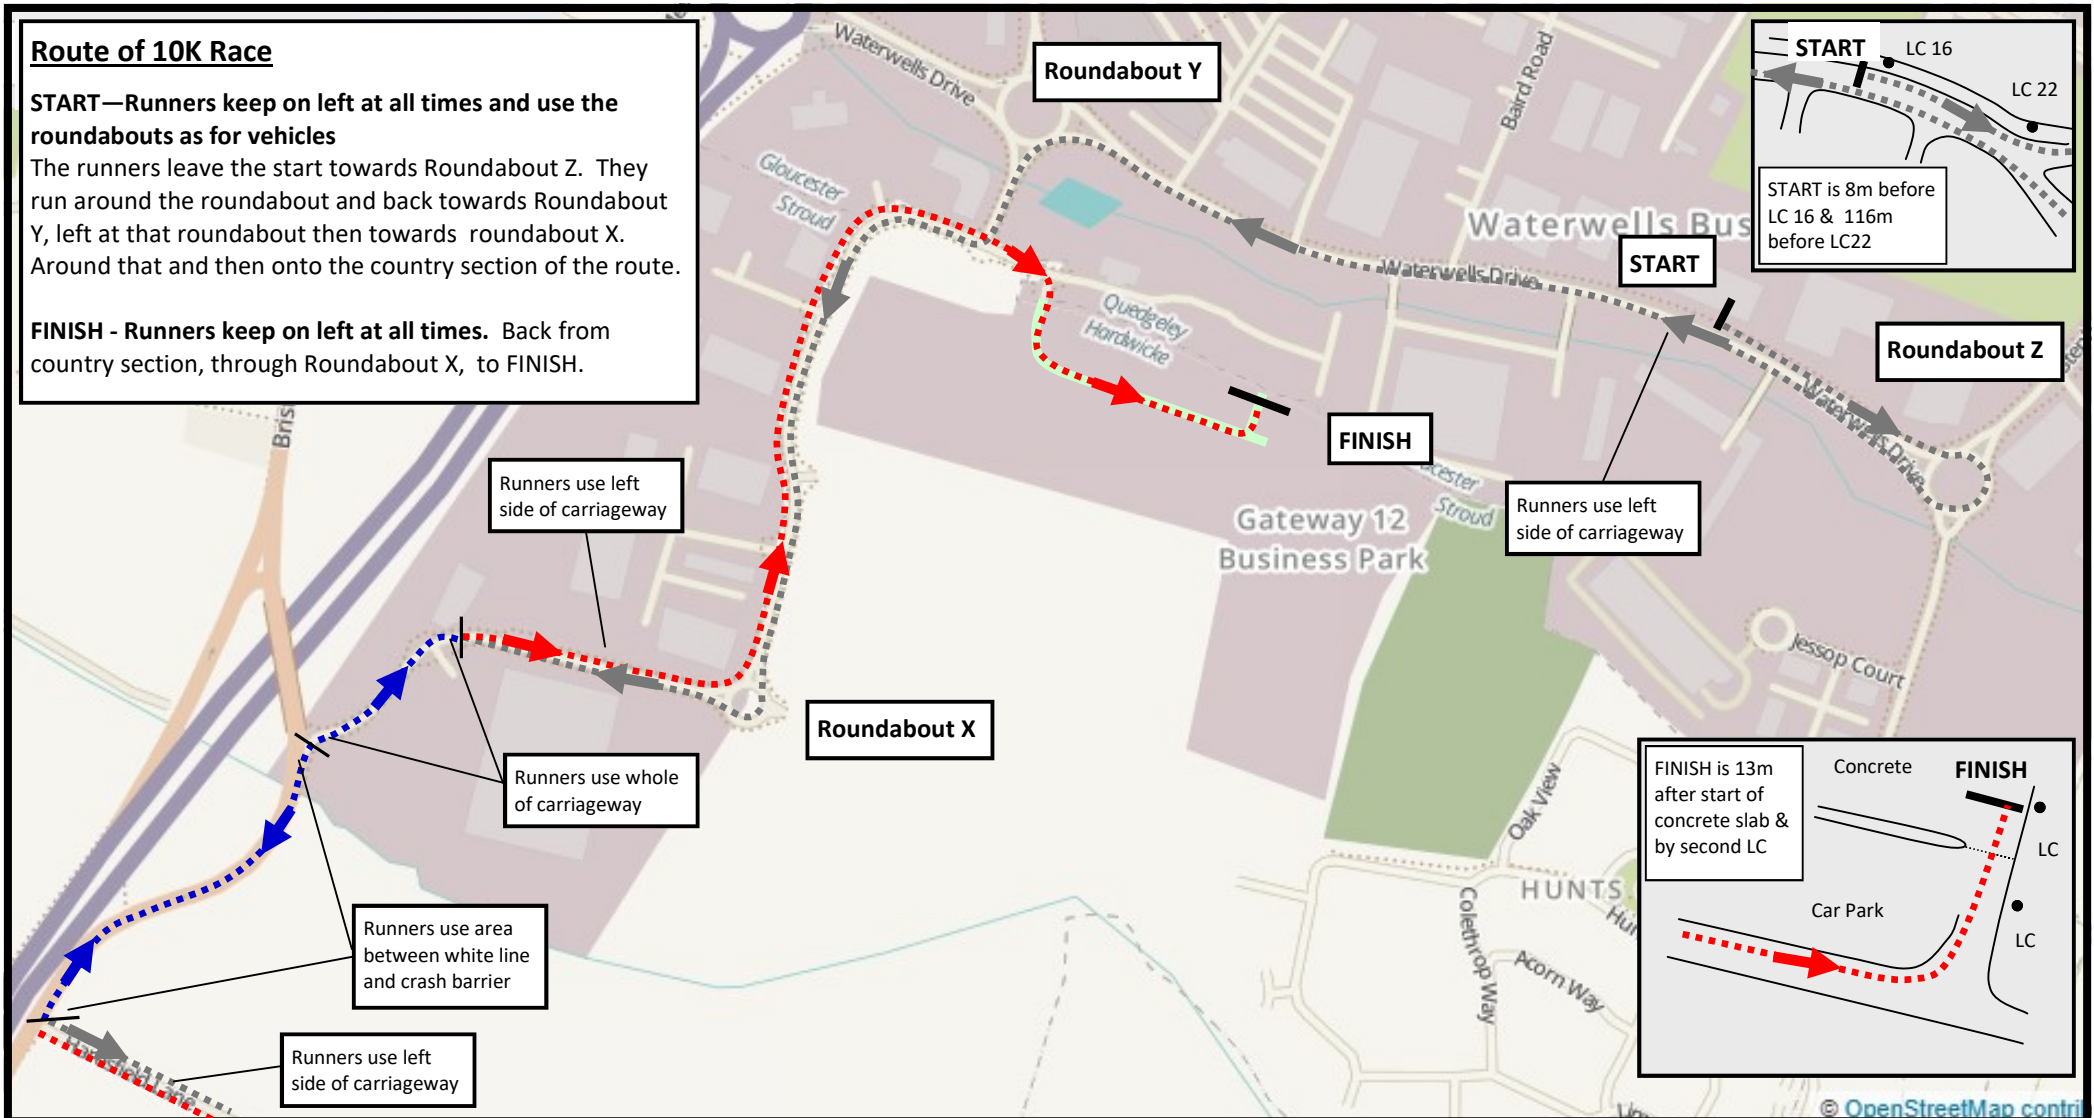 Route of 10K Race
START—Runners keep on left at all times and use the
roundabouts as for vehicles
The runners leave the start towards Roundabout Z. They
run around the roundabout and back towards Roundabout
Y, left at that roundabout then towards roundabout X.
Around that and then onto the country section of the route.
FINISH - Runners keep on left at all times. Back from
country section, through Roundabout X, to FINISH.
Waterwells Drive
Roundabout Y
Baird Road
START
LC 16
LC 22
START is 8m before
LC 16 & 116m
before LC22
Gloucester
Stroud
Waterwells Bus
START
Waterwells Drive
Quedgeley
Hardwicke
Roundabout Z
Waterwells Drive
FINISH
Bris
Runners use left
side of carriageway
Stroud
Runners use left
side of carriageway
Gateway 12
Business Park
Jessop Court
Roundabout X
Runners use whole
of carriageway
Oak View
FINISH is 13m
after start of
concrete slab &
by second LC
Concrete
FINISH
LC
Car Park
LC
HUNTS
Colethrop Way
Acorn Way
Runners use area
between white line
and crash barrier
Runners use left
side of carriageway
Lane
© OpenStreetMap contri